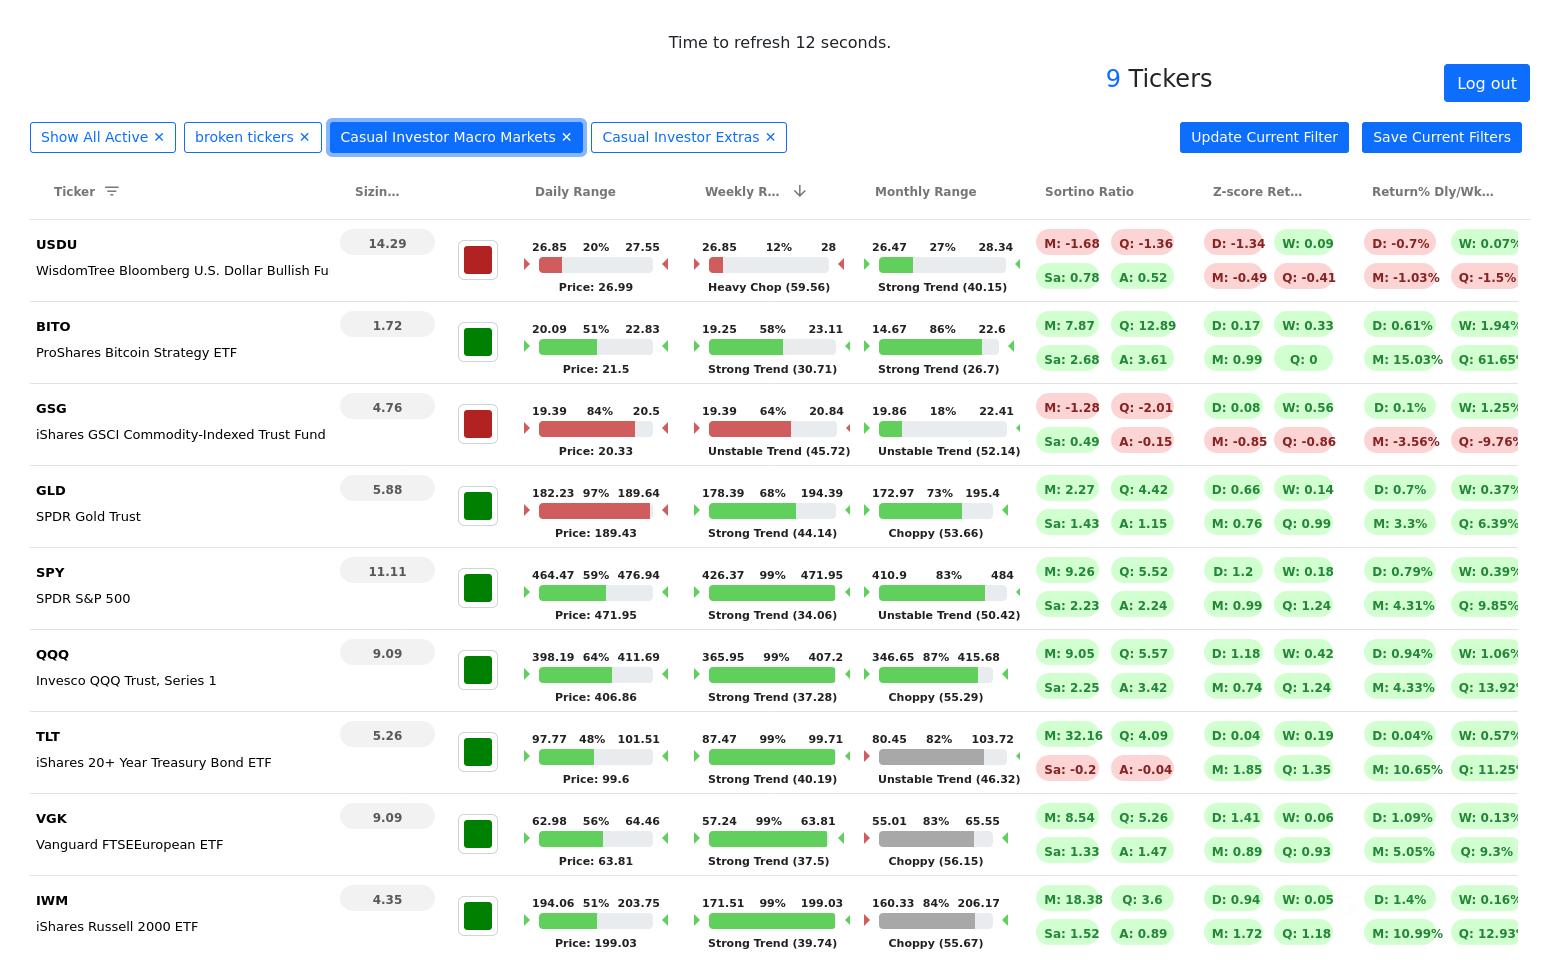 Time to refresh 12 seconds.
9 Tickers
Log out
Show All Active ✕ broken tickers ✕ Casual Investor Macro Markets ✕ Casual Investor Extras ✕ Update Current Filter Save Current Filters
Ticker Sizin... Daily Range Weekly R... Monthly Range Sortino Ratio Z-score Ret... Return% Dly/Wk...
USDU 14.29 26.85 20% 27.55 26.85 12% 28 26.47 27% 28.34 M: -1.68 Q: -1.36 D: -1.34 W: 0.09 D: -0.7% W: 0.07%
WisdomTree Bloomberg U.S. Dollar Bullish Fu Sa: 0.78 A: 0.52 M: -0.49 Q: -0.41 M: -1.03% Q: -1.5%
Price: 26.99 Heavy Chop (59.56) Strong Trend (40.15)
BITO 1.72 20.09 51% 22.83 19.25 58% 23.11 14.67 86% 22.6 M: 7.87 Q: 12.89 D: 0.17 W: 0.33 D: 0.61% W: 1.94%
ProShares Bitcoin Strategy ETF Sa: 2.68 A: 3.61 M: 0.99 Q: 0 M: 15.03% Q: 61.65%
Price: 21.5 Strong Trend (30.71) Strong Trend (26.7)
GSG 4.76 19.39 84% 20.5 19.39 64% 20.84 19.86 18% 22.41 M: -1.28 Q: -2.01 D: 0.08 W: 0.56 D: 0.1% W: 1.25%
iShares GSCI Commodity-Indexed Trust Fund Sa: 0.49 A: -0.15 M: -0.85 Q: -0.86 M: -3.56% Q: -9.76%
Price: 20.33 Unstable Trend (45.72) Unstable Trend (52.14)
GLD 5.88 182.23 97% 189.64 178.39 68% 194.39 172.97 73% 195.4 M: 2.27 Q: 4.42 D: 0.66 W: 0.14 D: 0.7% W: 0.37%
SPDR Gold Trust Sa: 1.43 A: 1.15 M: 0.76 Q: 0.99 M: 3.3% Q: 6.39%
Price: 189.43 Strong Trend (44.14) Choppy (53.66)
SPY 11.11 464.47 59% 476.94 426.37 99% 471.95 410.9 83% 484 M: 9.26 Q: 5.52 D: 1.2 W: 0.18 D: 0.79% W: 0.39%
SPDR S&P 500 Sa: 2.23 A: 2.24 M: 0.99 Q: 1.24 M: 4.31% Q: 9.85%
Price: 471.95 Strong Trend (34.06) Unstable Trend (50.42)
QQQ 9.09 398.19 64% 411.69 365.95 99% 407.2 346.65 87% 415.68 M: 9.05 Q: 5.57 D: 1.18 W: 0.42 D: 0.94% W: 1.06%
Invesco QQQ Trust, Series 1 Sa: 2.25 A: 3.42 M: 0.74 Q: 1.24 M: 4.33% Q: 13.92%
Price: 406.86 Strong Trend (37.28) Choppy (55.29)
TLT 5.26 97.77 48% 101.51 87.47 99% 99.71 80.45 82% 103.72 M: 32.16 Q: 4.09 D: 0.04 W: 0.19 D: 0.04% W: 0.57%
iShares 20+ Year Treasury Bond ETF Sa: -0.2 A: -0.04 M: 1.85 Q: 1.35 M: 10.65% Q: 11.25%
Price: 99.6 Strong Trend (40.19) Unstable Trend (46.32)
VGK 9.09 62.98 56% 64.46 57.24 99% 63.81 55.01 83% 65.55 M: 8.54 Q: 5.26 D: 1.41 W: 0.06 D: 1.09% W: 0.13%
Vanguard FTSEEuropean ETF Sa: 1.33 A: 1.47 M: 0.89 Q: 0.93 M: 5.05% Q: 9.3%
Price: 63.81 Strong Trend (37.5) Choppy (56.15)
IWM 4.35 194.06 51% 203.75 171.51 99% 199.03 160.33 84% 206.17 M: 18.38 Q: 3.6 D: 0.94 W: 0.05 D: 1.4% W: 0.16%
iShares Russell 2000 ETF Sa: 1.52 A: 0.89 M: 1.72 Q: 1.18 M: 10.99% Q: 12.93%
Price: 199.03 Strong Trend (39.74) Choppy (55.67)